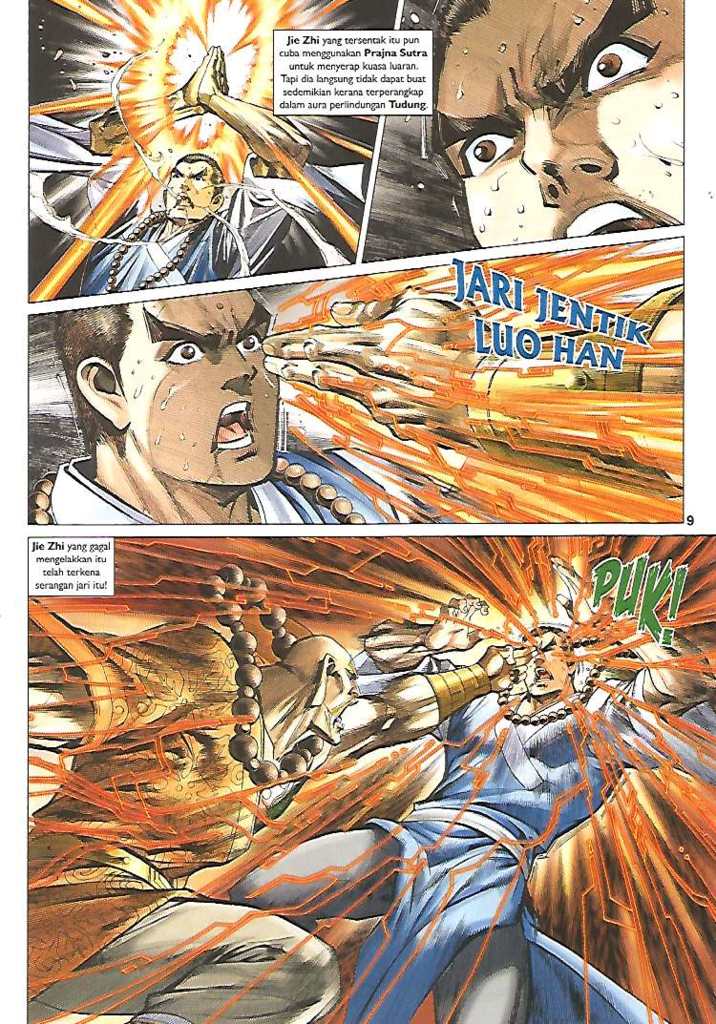 Jie Zhi yang tersentak itu pun
cuba menggunakan Prajna Sutra
untuk menyerap kuasa luaran.
Tapi dia langsung tidak dapat buat
sedemikian kerana terperangkap
dalam aura perlindungan Tudung.
JARI JENTIK
LUO HAN
9
Jie Zhi yang gagal
mengelakkan itu
telah terkena
serangan jari itu!
PUK!